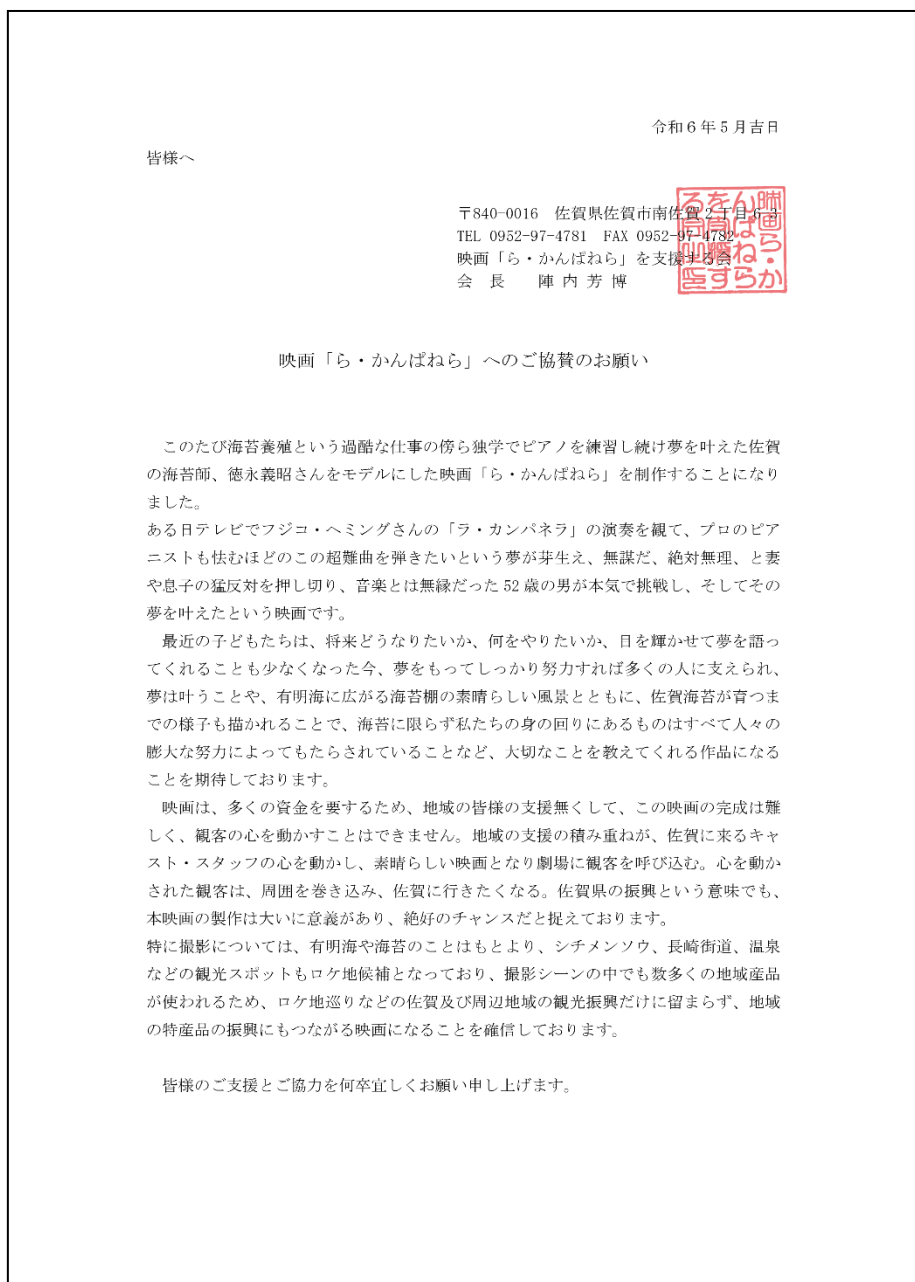 令和6年5月吉日
皆様へ
〒840-0016 佐賀県佐賀市南佐賀2丁目6-3
TEL 0952-97-4781 FAX 0952-97-4782
映画「ら・かんぱねら」を支援する会
会 長 陣内芳博
映画ら・か
んぱねら
を支援す
る会之印
映画「ら・かんぱねら」へのご協賛のお願い
このたび海苔養殖という過酷な仕事の傍ら独学でピアノを練習し続け夢を叶えた佐賀
の海苔師、徳永義昭さんをモデルにした映画「ら・かんぱねら」を制作することになり
ました。
ある日テレビでフジコ・ヘミングさんの「ラ・カンパネラ」の演奏を観て、プロのピア
ニストも怯むほどのこの超難曲を弾きたいという夢が芽生え、無謀だ、絶対無理、と妻
や息子の猛反対を押し切り、音楽とは無縁だった52歳の男が本気で挑戦し、そしてその
夢を叶えたという映画です。
最近の子どもたちは、将来どうなりたいか、何をやりたいか、目を輝かせて夢を語っ
てくれることも少なくなった今、夢をもってしっかり努力すれば多くの人に支えられ、
夢は叶うことや、有明海に広がる海苔棚の素晴らしい風景とともに、佐賀海苔が育つま
での様子も描かれることで、海苔に限らず私たちの身の回りにあるものはすべて人々の
膨大な努力によってもたらされていることなど、大切なことを教えてくれる作品になる
ことを期待しております。
映画は、多くの資金を要するため、地域の皆様の支援無くして、この映画の完成は難
しく、観客の心を動かすことはできません。地域の支援の積み重ねが、佐賀に来るキャ
スト・スタッフの心を動かし、素晴らしい映画となり劇場に観客を呼び込む。心を動か
された観客は、周囲を巻き込み、佐賀に行きたくなる。佐賀県の振興という意味でも、
本映画の製作は大いに意義があり、絶好のチャンスだと捉えております。
特に撮影については、有明海や海苔のことはもとより、シチメンソウ、長崎街道、温泉
などの観光スポットもロケ地候補となっており、撮影シーンの中でも数多くの地域産品
が使われるため、ロケ地巡りなどの佐賀及び周辺地域の観光振興だけに留まらず、地域
の特産品の振興にもつながる映画になることを確信しております。
皆様のご支援とご協力を何卒宜しくお願い申し上げます。